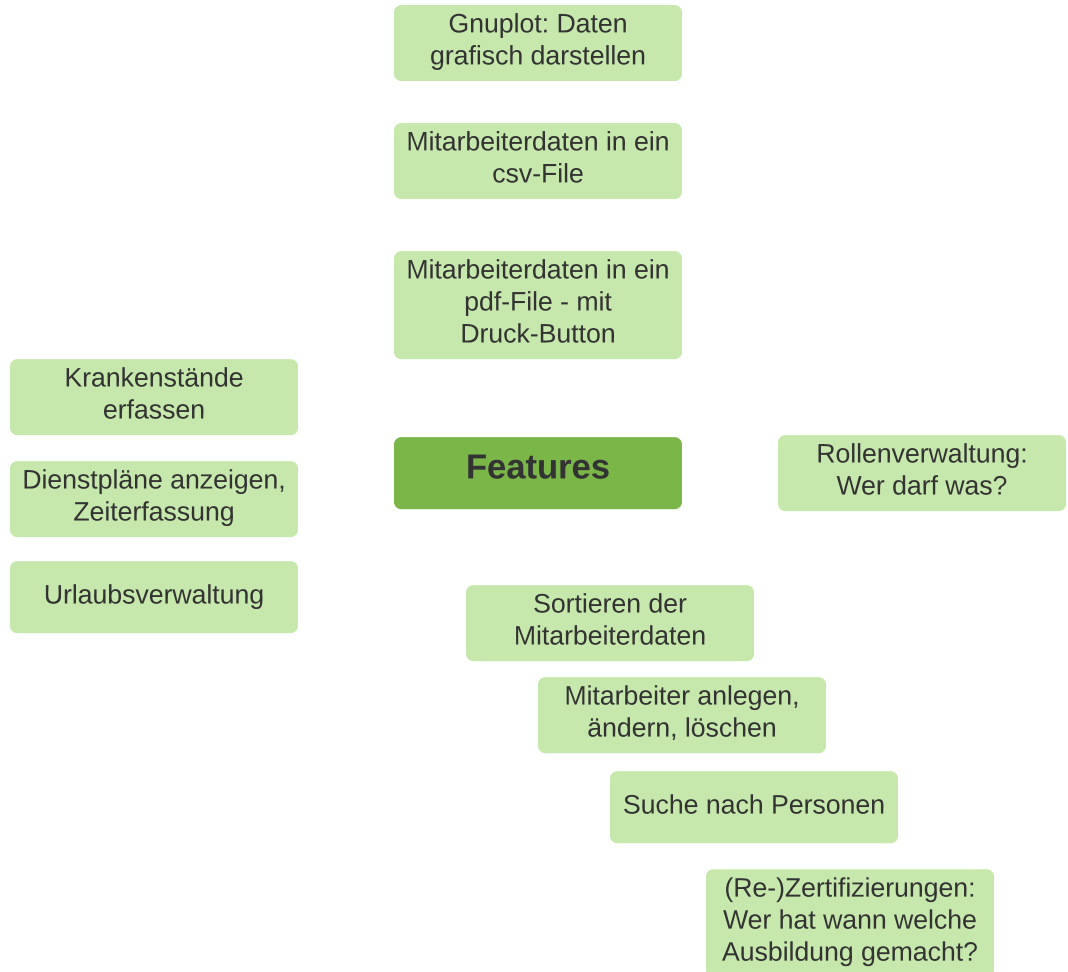 Gnuplot: Daten
grafisch darstellen
Mitarbeiterdaten in ein
csv-File
Mitarbeiterdaten in ein
pdf-File - mit
Druck-Button
Krankenstände
erfassen
Dienstpläne anzeigen,
Zeiterfassung
Urlaubsverwaltung
Features
Rollenverwaltung:
Wer darf was?
Sortieren der
Mitarbeiterdaten
Mitarbeiter anlegen,
ändern, löschen
Suche nach Personen
(Re-)Zertifizierungen:
Wer hat wann welche
Ausbildung gemacht?